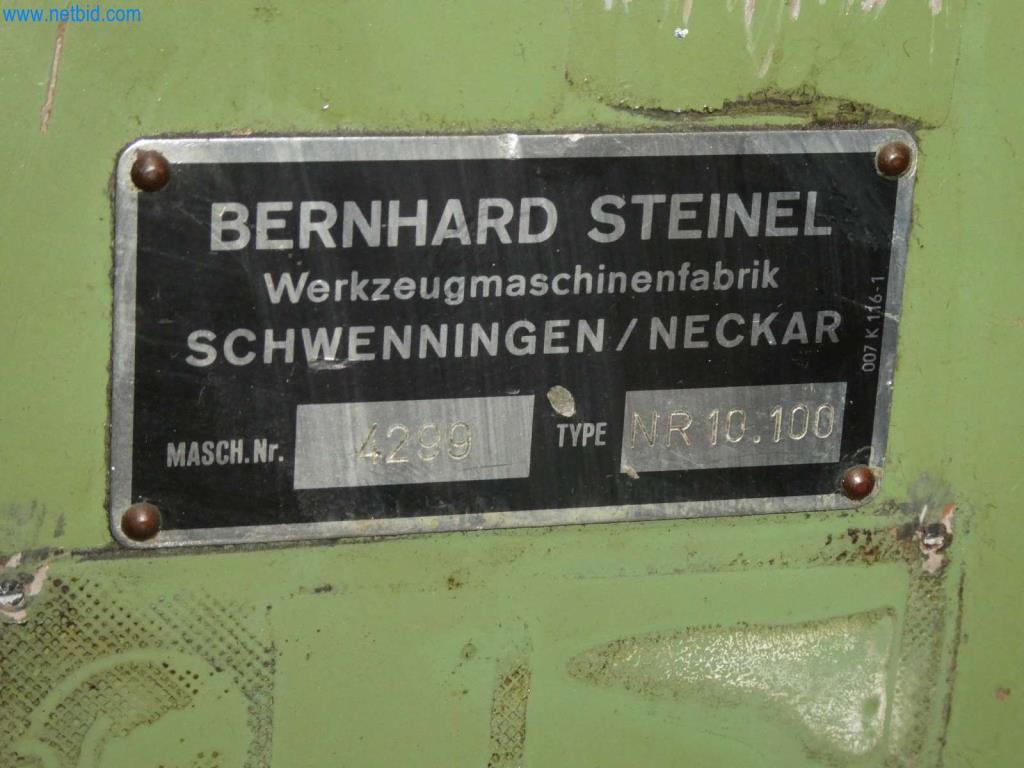 www.netbid.com
BERNHARD STEINEL
Werkzeugmaschinenfabrik
SCHWENNINGEN/NECKAR
MASCH.Nr. 4299 TYPE NR 10.100
007 K 116-1